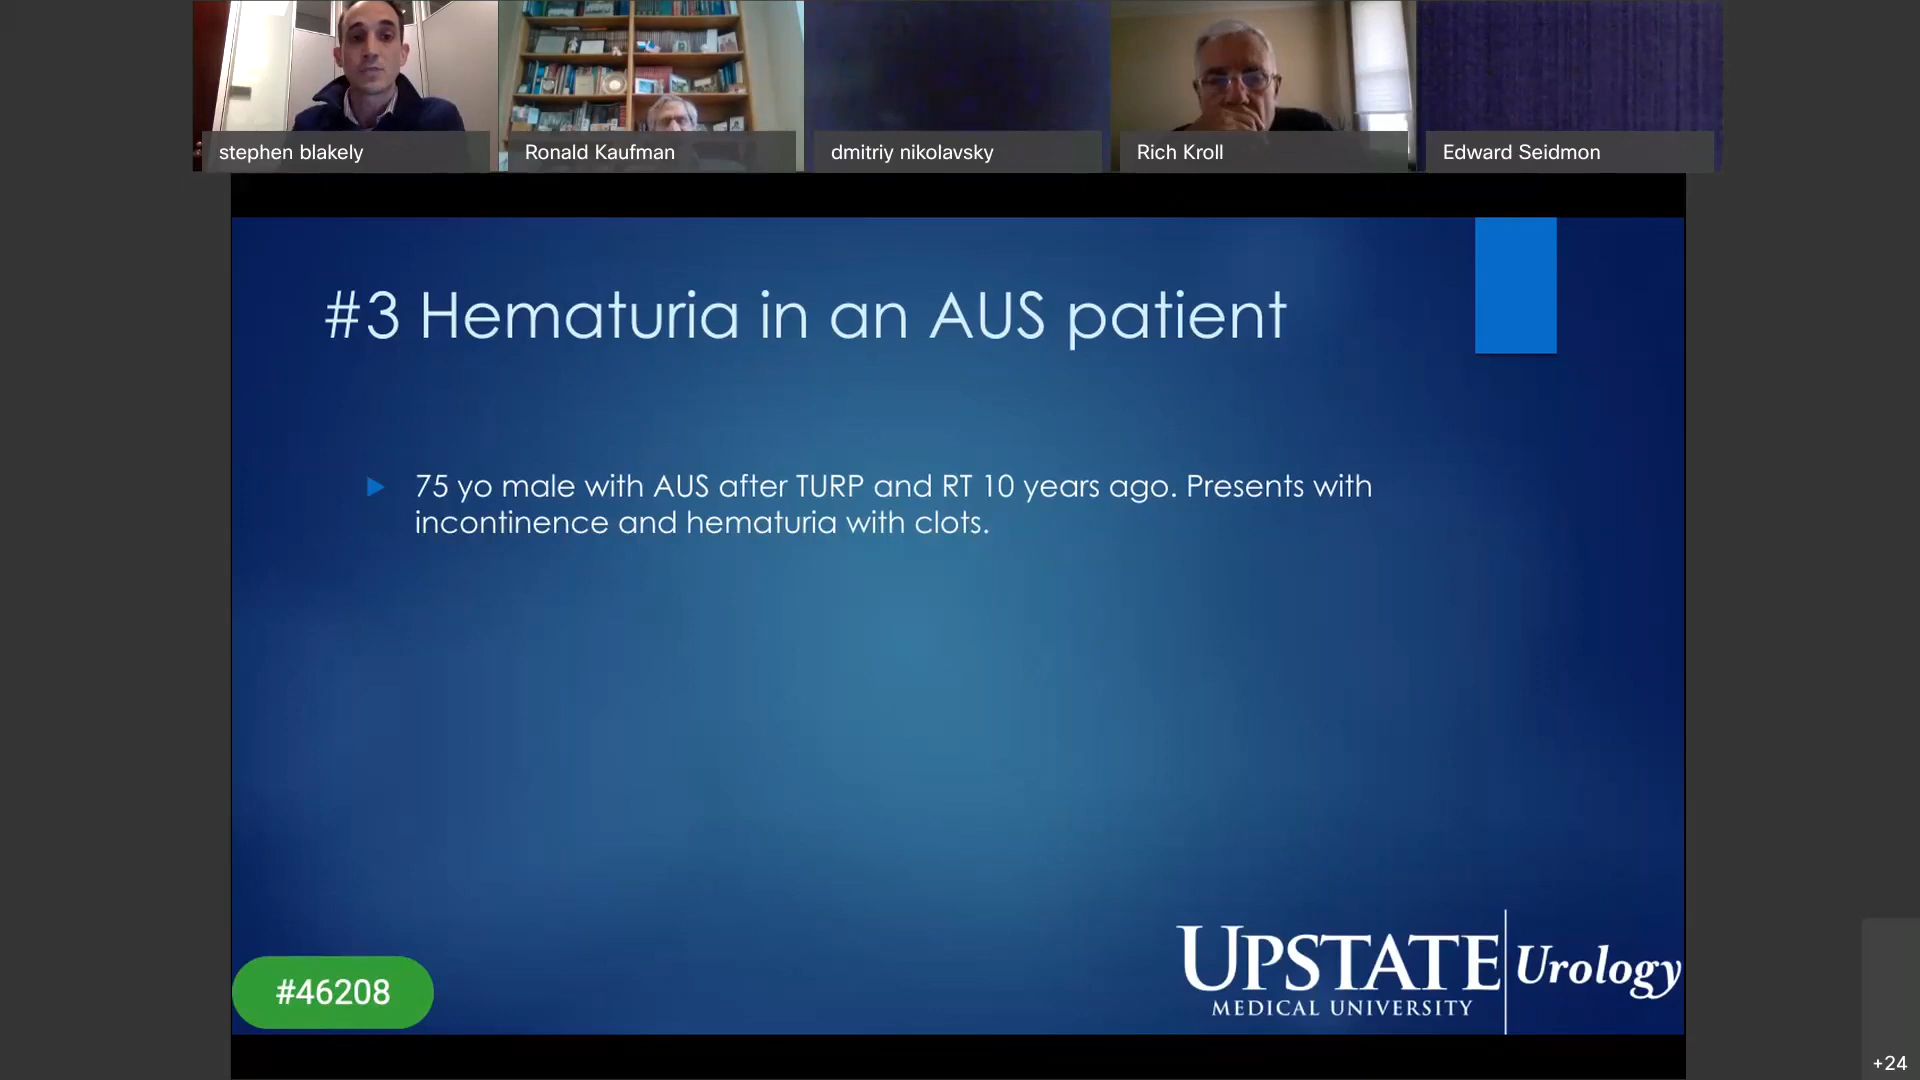 stephen blakely
Ronald Kaufman
dmitriy nikolavsky
Rich Kroll
Edward Seidmon
#3 Hematuria in an AUS patient
75 yo male with AUS after TURP and RT 10 years ago. Presents with
incontinence and hematuria with clots.
#46208
UPSTATE
MEDICAL UNIVERSITY
Urology
+24